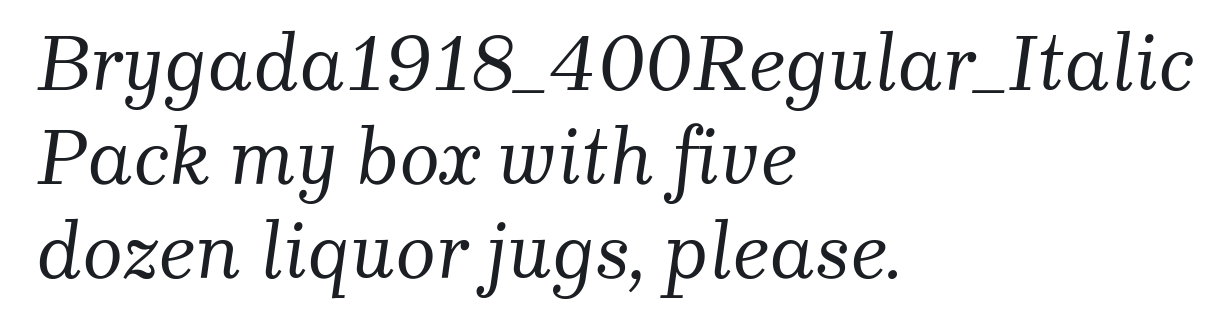 Brygada1918_400Regular_Italic
Pack my box with five
dozen liquor jugs, please.